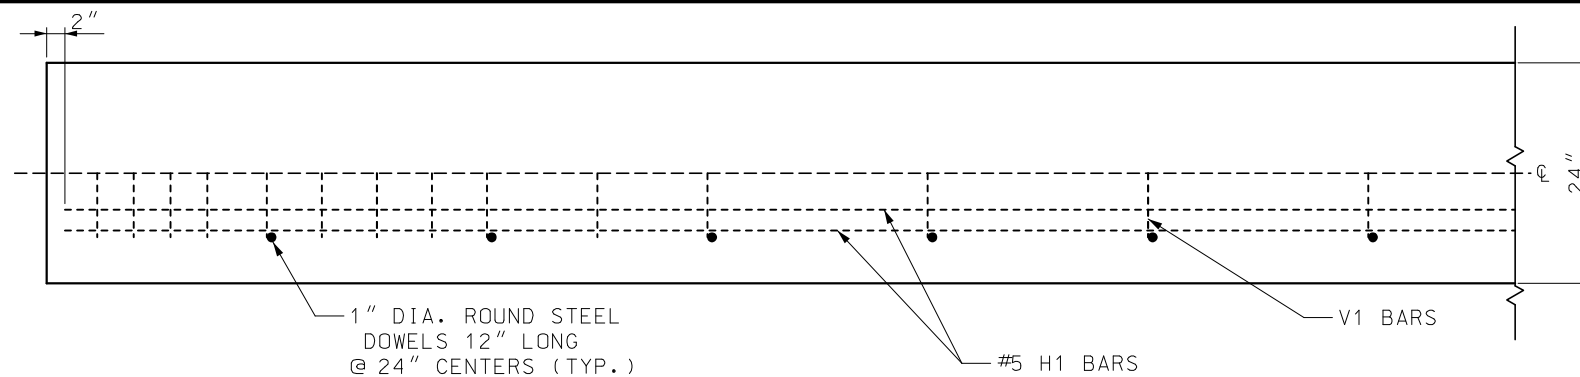 2"
℄
24"
1" DIA. ROUND STEEL
DOWELS 12" LONG
@ 24" CENTERS (TYP.)
V1 BARS
#5 H1 BARS